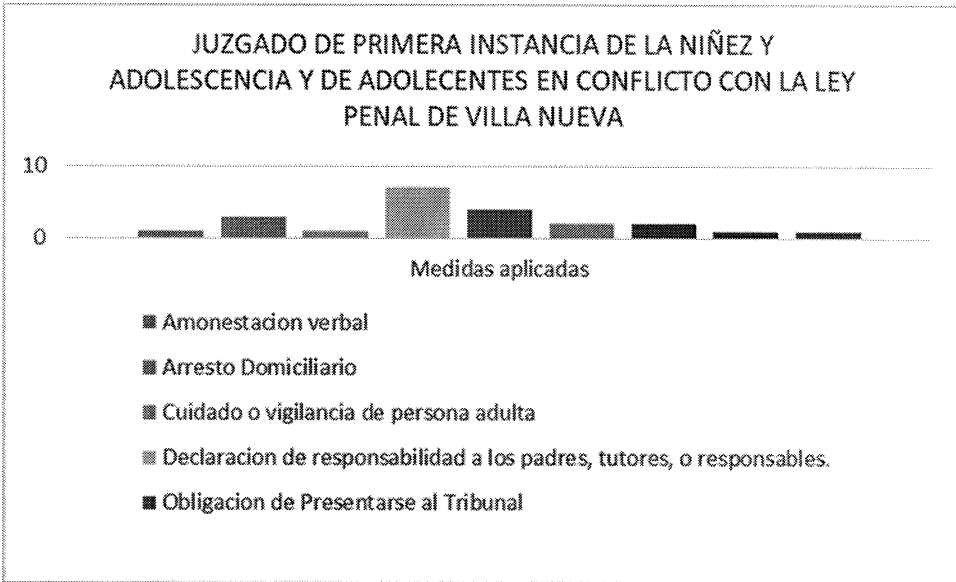 JUZGADO DE PRIMERA INSTANCIA DE LA NIÑEZ Y
ADOLESCENCIA Y DE ADOLECENTES EN CONFLICTO CON LA LEY
PENAL DE VILLA NUEVA
10
0
Medidas aplicadas
Amonestacion verbal
Arresto Domiciliario
Cuidado o vigilancia de persona adulta
Declaracion de responsabilidad a los padres, tutores, o responsables.
Obligacion de Presentarse al Tribunal